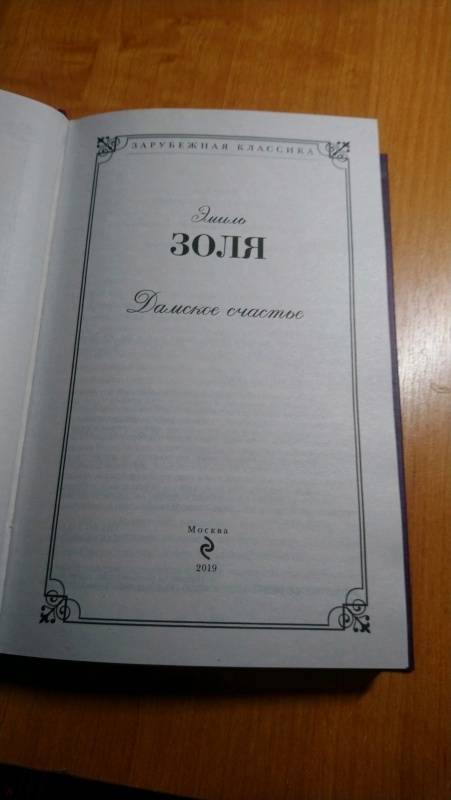 ЗАРУБЕЖНАЯ КЛАССИКА
Эмиль
ЗОЛЯ
Дамское счастье
Москва
2019